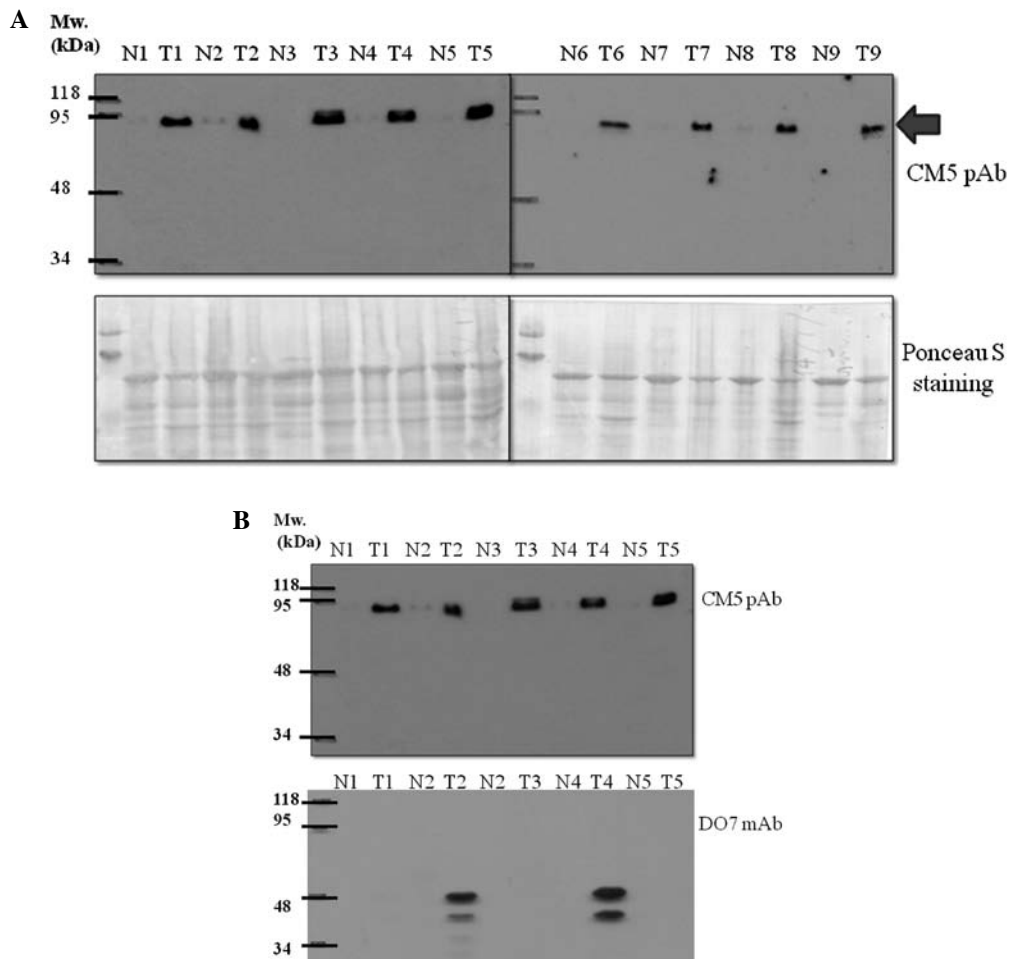 A
Mw.
(kDa)
N1 T1 N2 T2 N3 T3 N4 T4 N5 T5
N6 T6 N7 T7 N8 T8 N9 T9
118
95
48
34
CM5 pAb
Ponceau S
staining
B
Mw.
(kDa)
N1 T1 N2 T2 N3 T3 N4 T4 N5 T5
118
95
48
34
CM5 pAb
N1 T1 N2 T2 N2 T3 N4 T4 N5 T5
118
95
48
34
DO7 mAb